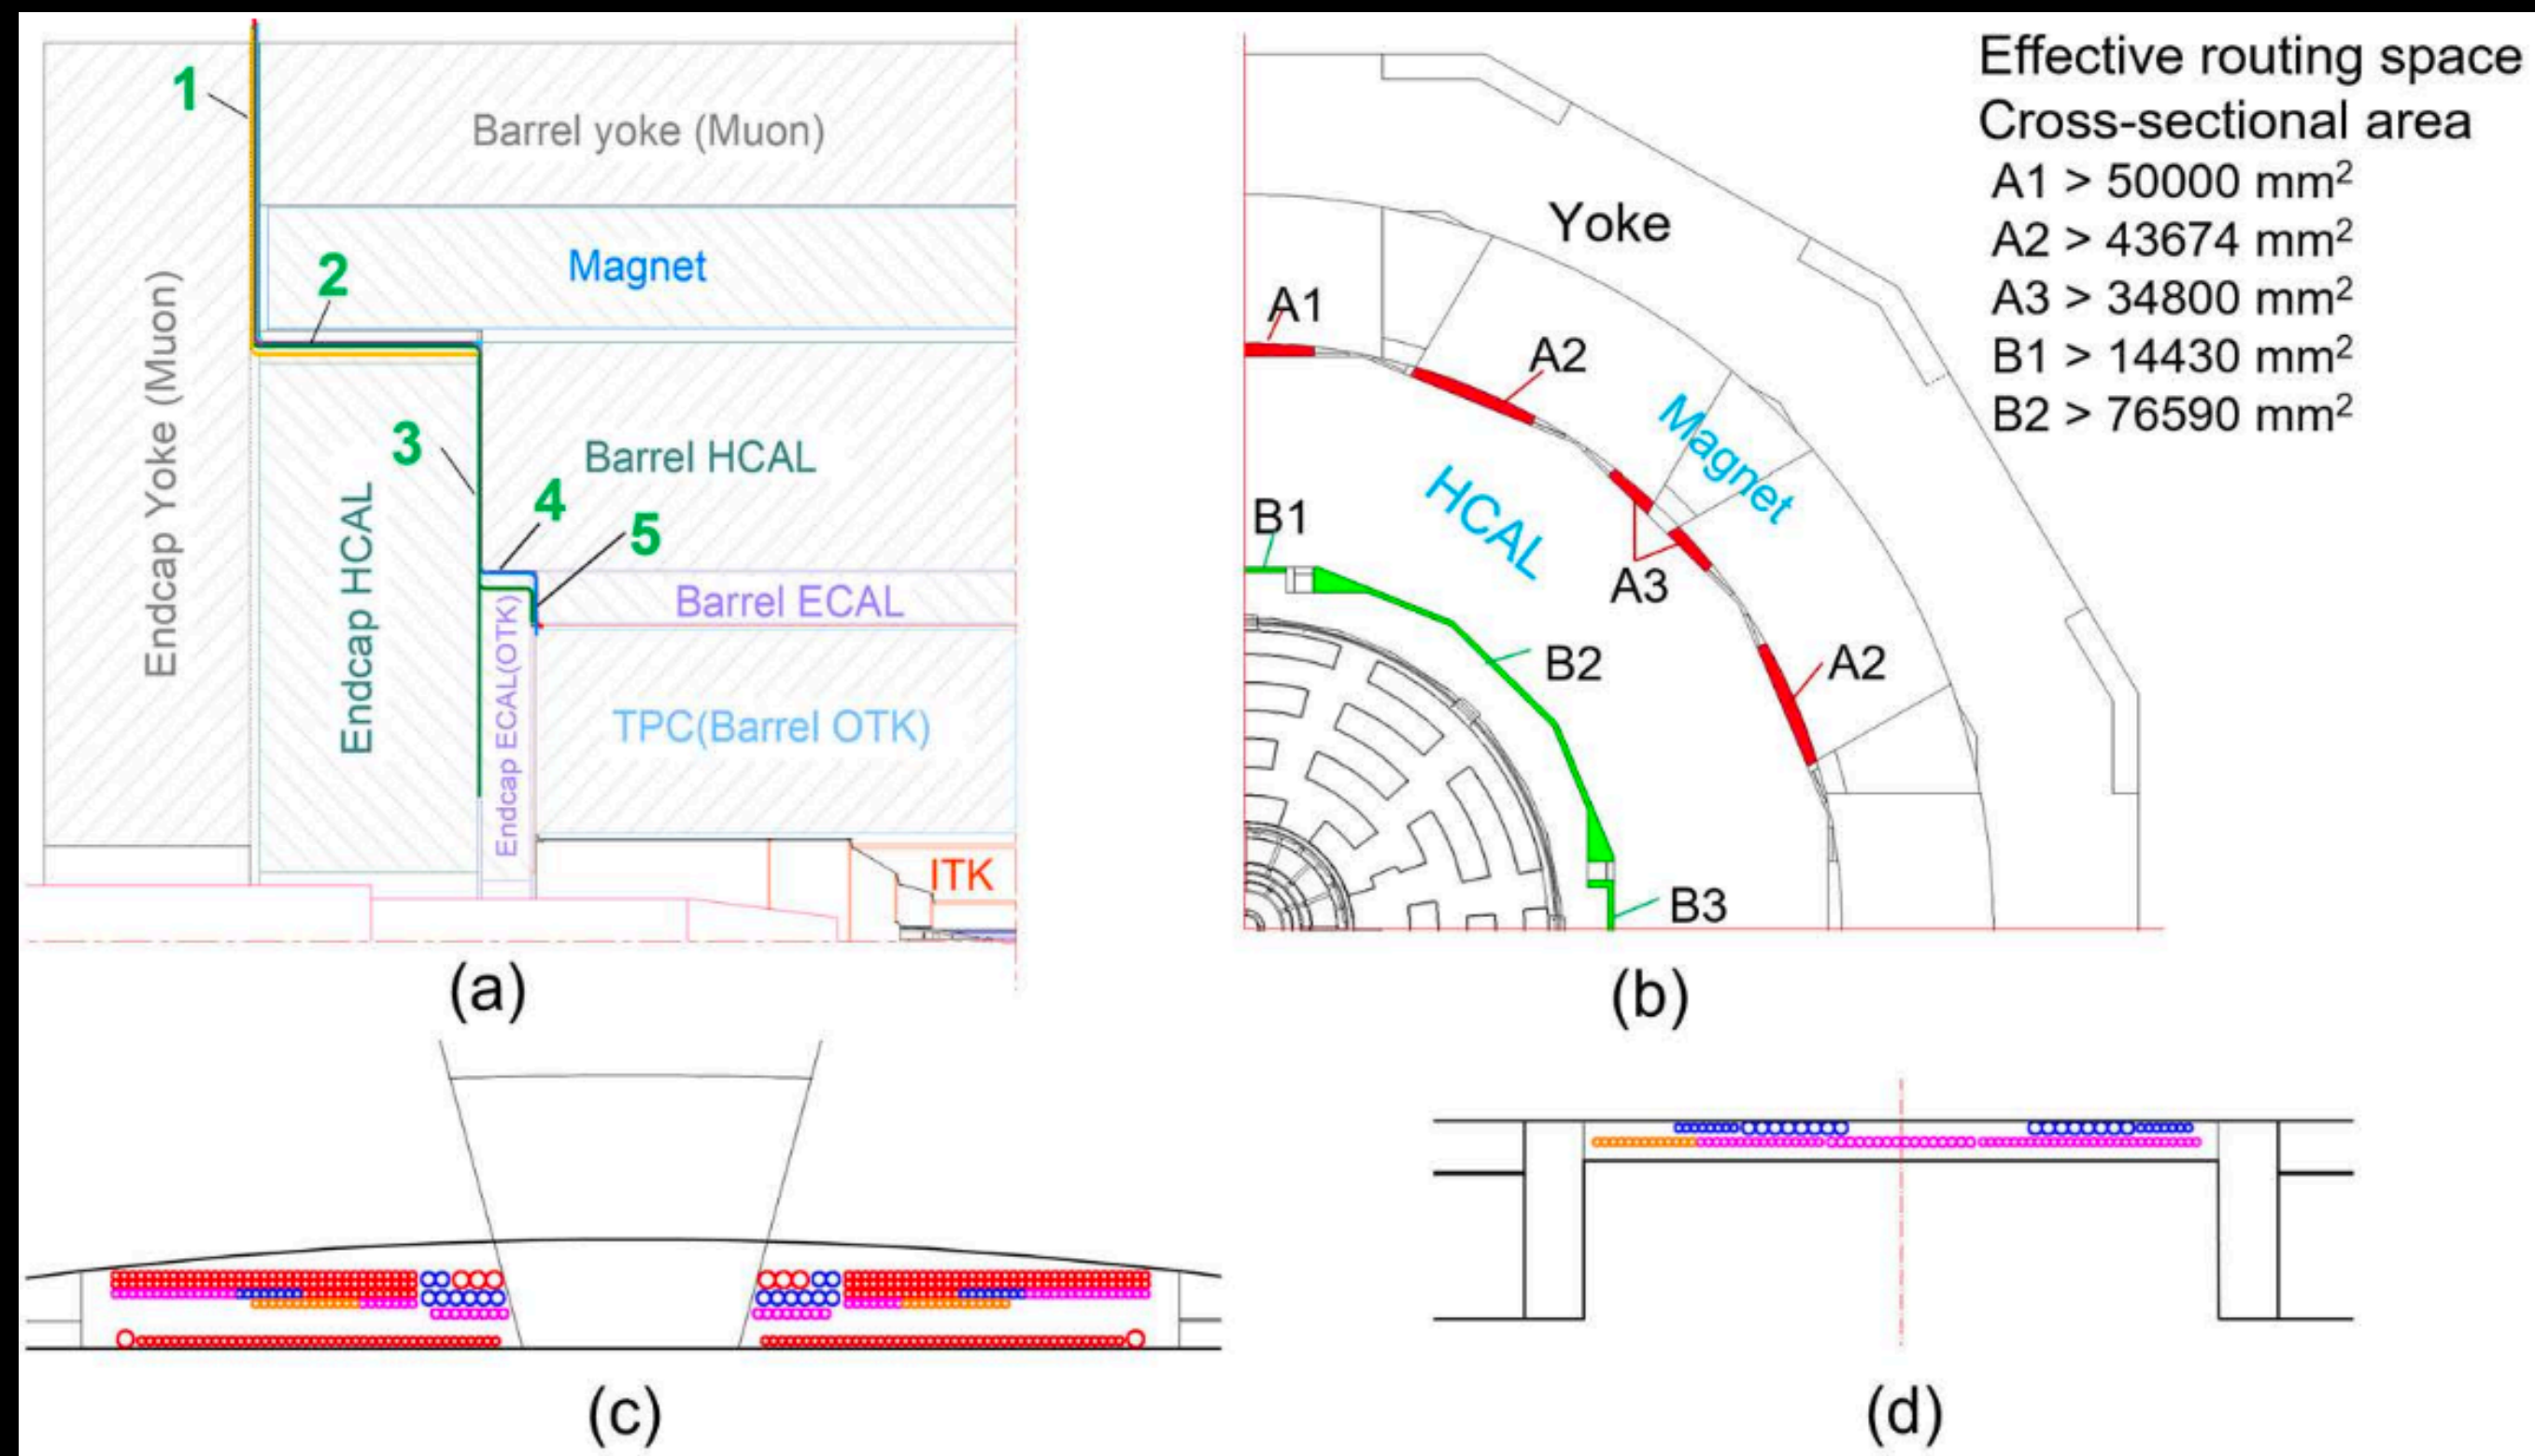 1
Barrel yoke (Muon)
2
Magnet
Endcap Yoke (Muon)
3
Barrel HCAL
4
5
Endcap HCAL
Barrel ECAL
Endcap ECAL(OTK)
TPC(Barrel OTK)
ITK
(a)
Effective routing space
Cross-sectional area
A1 > 50000 mm²
A2 > 43674 mm²
A3 > 34800 mm²
B1 > 14430 mm²
B2 > 76590 mm²
Yoke
A1
A2
Magnet
HCAL
B1
A3
B2
A2
B3
(b)
(c)
(d)